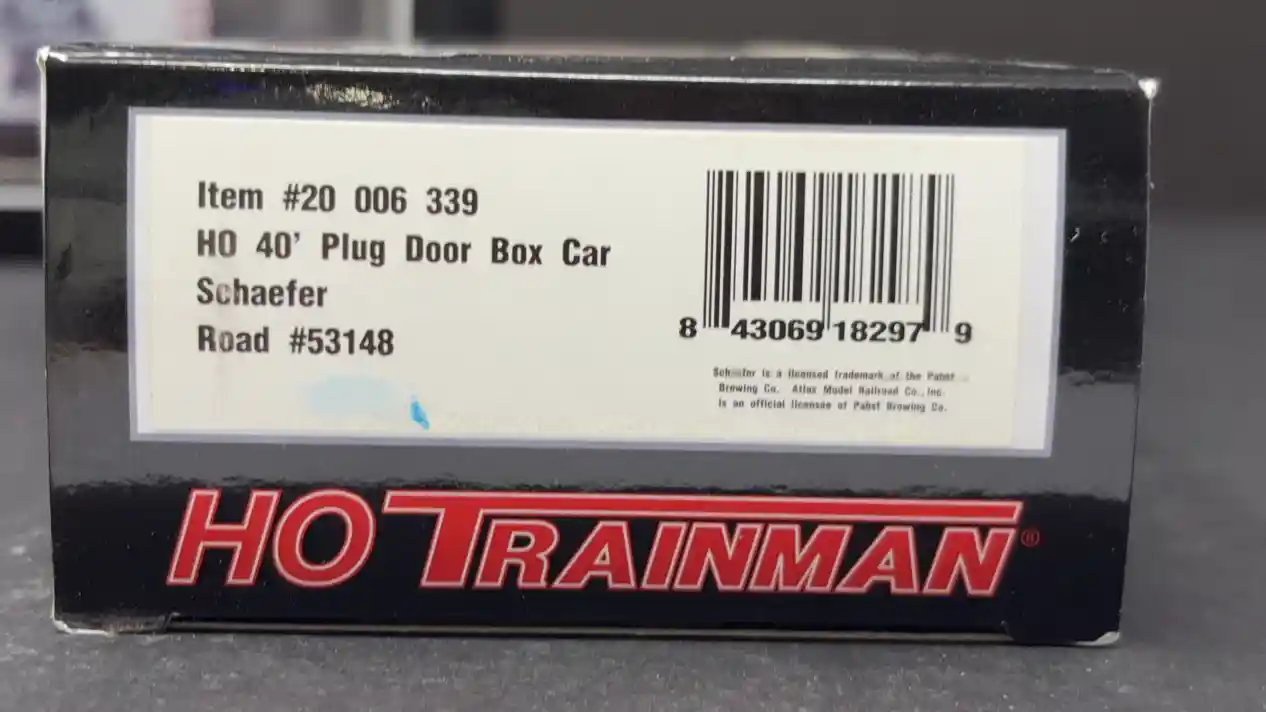 Item #20 006 339
HO 40' Plug Door Box Car
Schaefer
Road #53148
8 43069 18297 9
Schaefer is a licensed trademark of the Pabst
Brewing Co. Atlas Model Railroad Co., Inc.
is an official licensee of Pabst Brewing Co.
HO TRAINMAN®